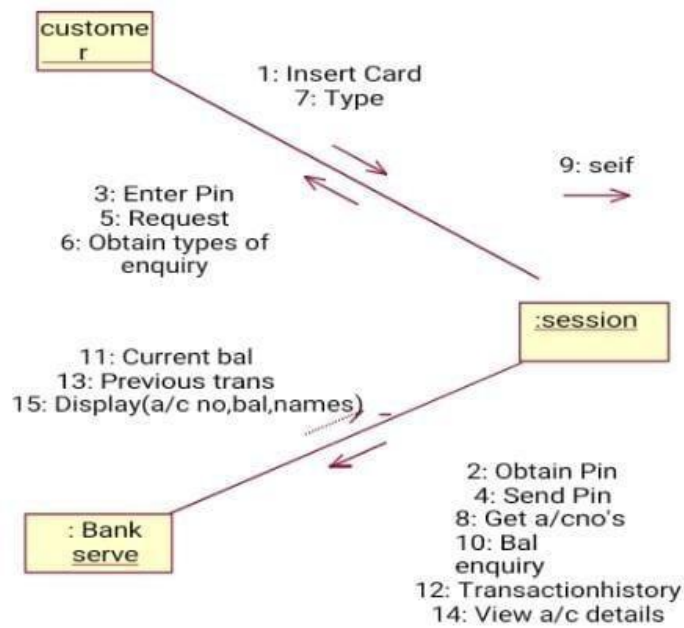 custome
r
1: Insert Card
7: Type
9: seif
3: Enter Pin
5: Request
6: Obtain types of
enquiry
:session
11: Current bal
13: Previous trans
15: Display(a/c no,bal,names)
2: Obtain Pin
4: Send Pin
8: Get a/cno's
10: Bal
enquiry
12: Transactionhistory
14: View a/c details
: Bank
serve